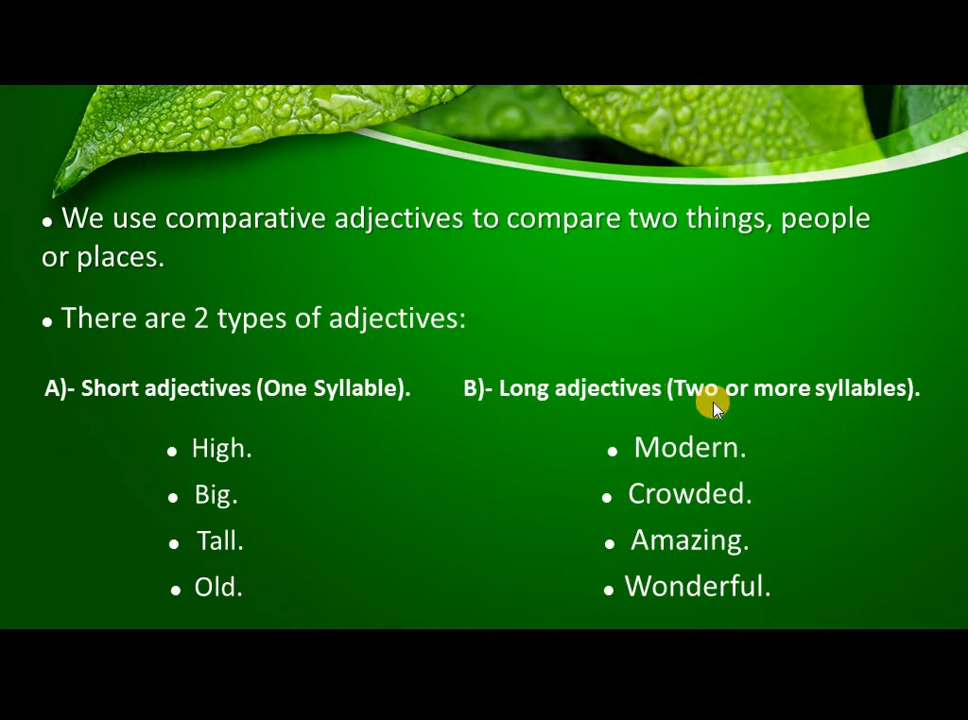 • We use comparative adjectives to compare two things, people
or places.
• There are 2 types of adjectives:
A)- Short adjectives (One Syllable).
• High.
• Big.
• Tall.
• Old.
B)- Long adjectives (Two or more syllables).
• Modern.
• Crowded.
• Amazing.
• Wonderful.